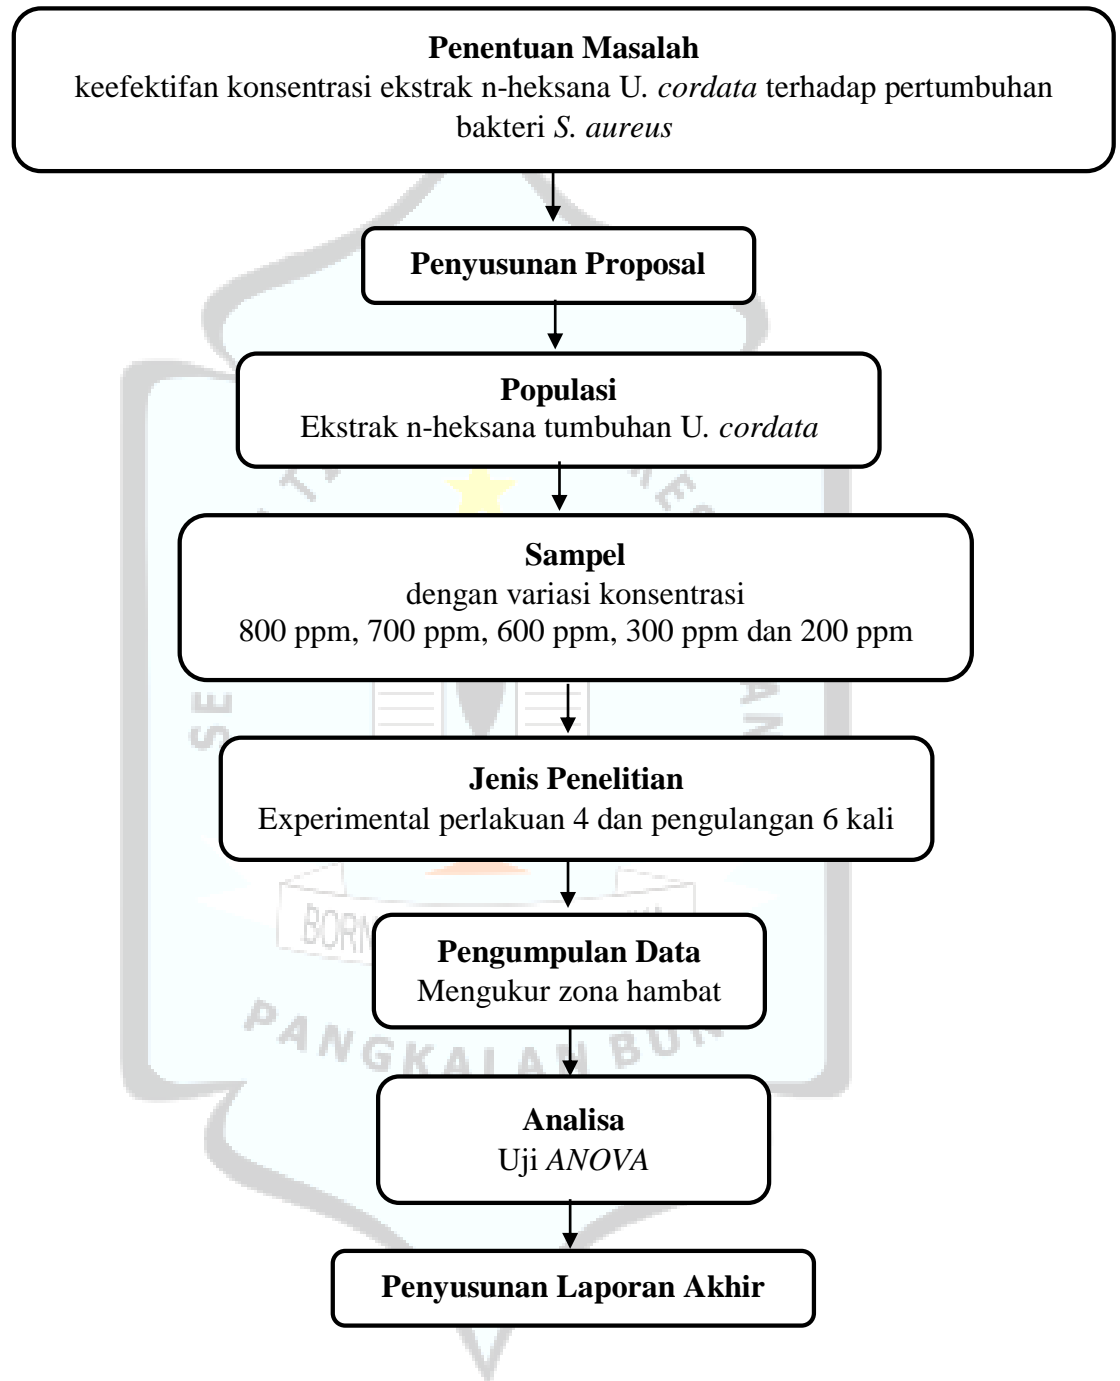 Penentuan Masalah
keefektifan konsentrasi ekstrak n-heksana U. cordata terhadap pertumbuhan
bakteri S. aureus
Penyusunan Proposal
Populasi
Ekstrak n-heksana tumbuhan U. cordata
Sampel
dengan variasi konsentrasi
800 ppm, 700 ppm, 600 ppm, 300 ppm dan 200 ppm
Jenis Penelitian
Experimental perlakuan 4 dan pengulangan 6 kali
Pengumpulan Data
Mengukur zona hambat
PANGKALAN BUN
Analisa
Uji ANOVA
Penyusunan Laporan Akhir